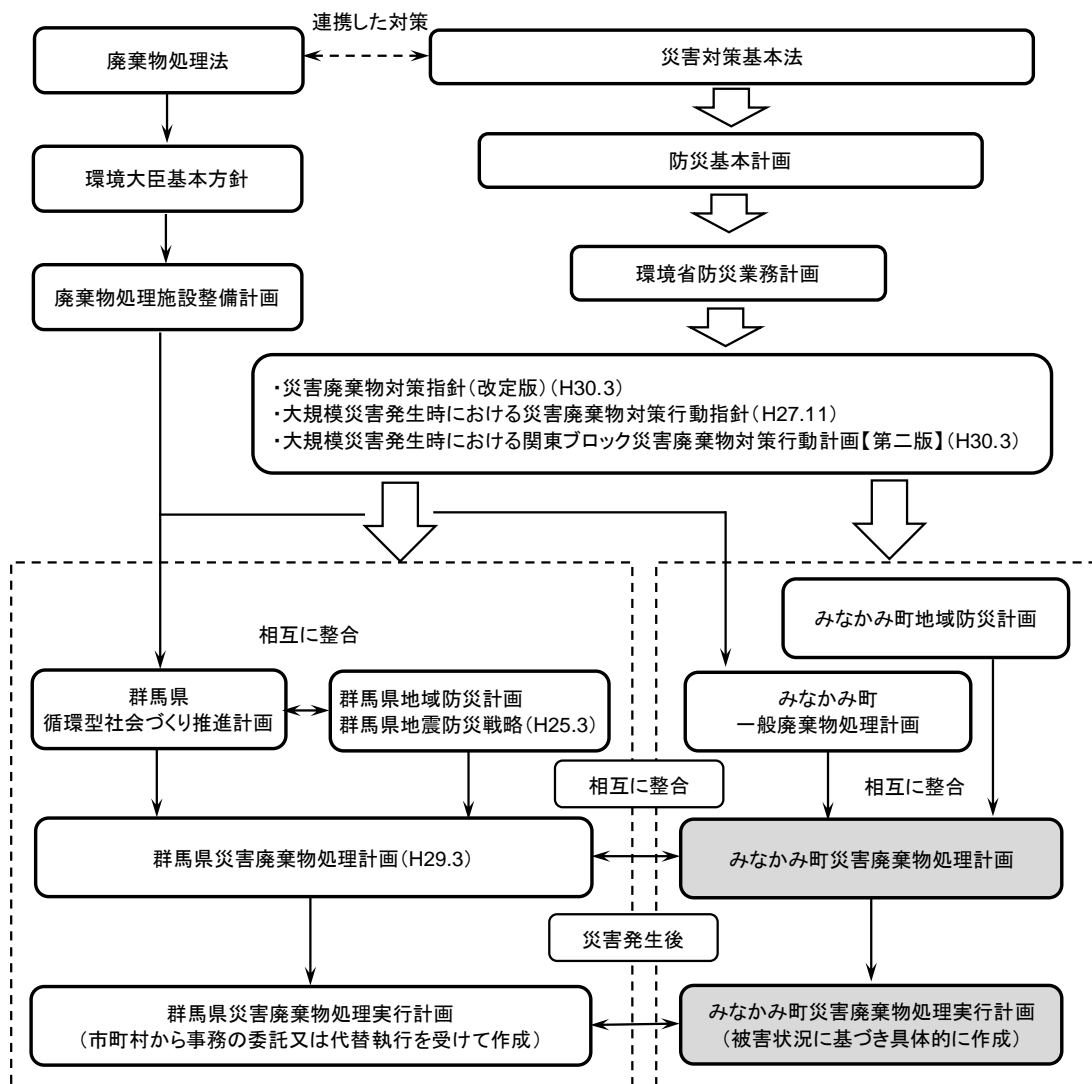 連携した対策
廃棄物処理法
災害対策基本法
環境大臣基本方針
防災基本計画
廃棄物処理施設整備計画
環境省防災業務計画
・災害廃棄物対策指針(改定版)(H30.3)
・大規模災害発生時における災害廃棄物対策行動指針(H27.11)
・大規模災害発生時における関東ブロック災害廃棄物対策行動計画【第二版】(H30.3)
相互に整合
みなかみ町地域防災計画
群馬県
循環型社会づくり推進計画
群馬県地域防災計画
群馬県地震防災戦略(H25.3)
みなかみ町
一般廃棄物処理計画
相互に整合
相互に整合
群馬県災害廃棄物処理計画(H29.3)
みなかみ町災害廃棄物処理計画
災害発生後
群馬県災害廃棄物処理実行計画
(市町村から事務の委託又は代替執行を受けて作成)
みなかみ町災害廃棄物処理実行計画
(被害状況に基づき具体的に作成)